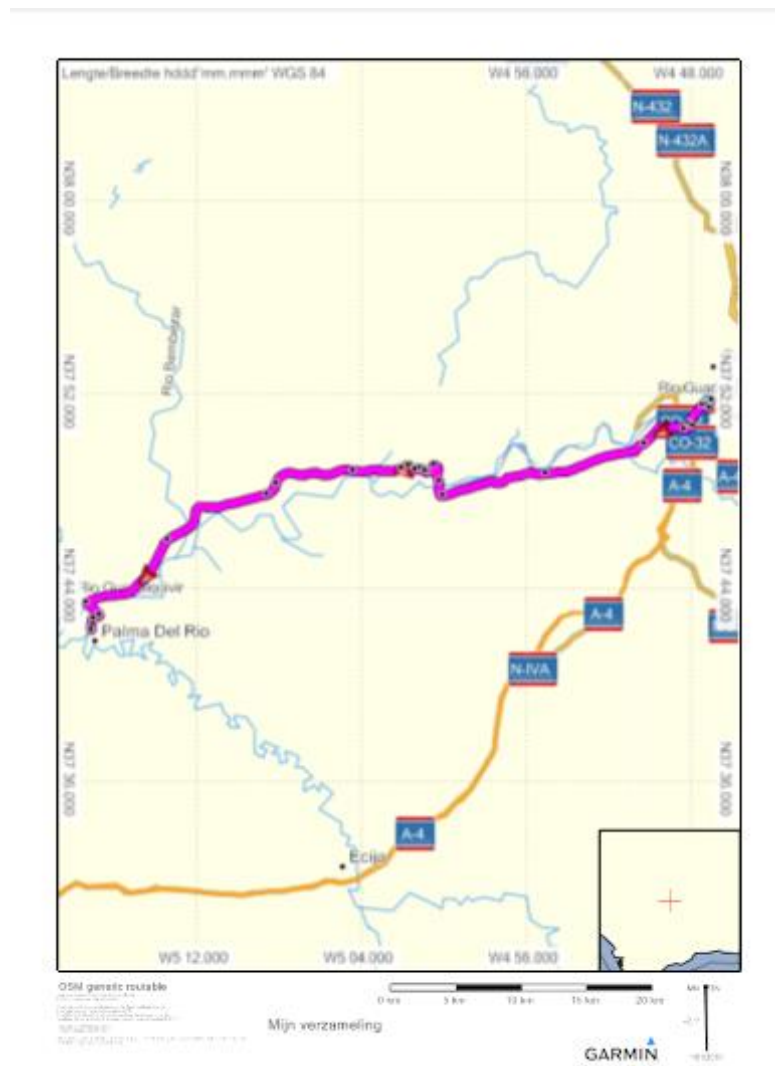 Lengte/Breedte hddd°mm.mmm' WGS 84
W4 56.000
W4 48.000
N-432
N-432A
N38 00.000
N38 00.000
Rio Bembezar
N37 52.000
N37 52.000
Rio Guar
CO-32
A-4
N37 44.000
N37 44.000
Palma Del Rio
A-4
N-IVA
N37 36.000
N37 36.000
A-4
Ecija
W5 12.000
W5 04.000
W4 56.000
OSM generic routable
0 km
5 km
10 km
15 km
20 km
Mijn verzameling
GARMIN